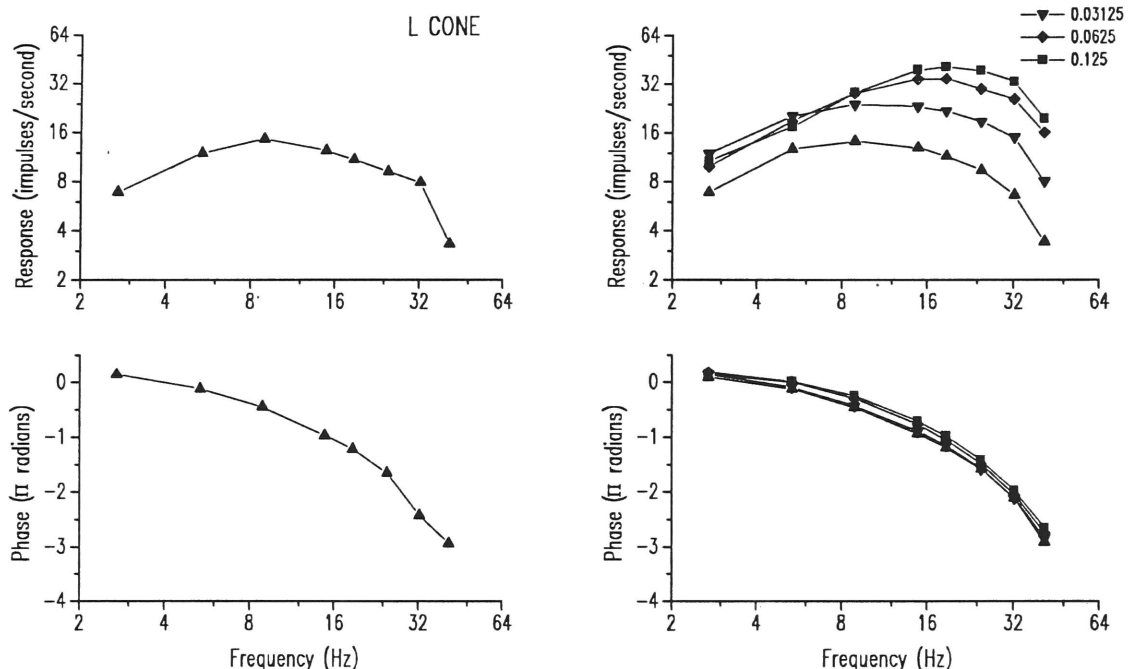 L CONE
Response (impulses/second)
64
32
16
8
4
2
2 4 8 16 32 64
0.03125
0.0625
0.125
Response (impulses/second)
64
32
16
8
4
2
2 4 8 16 32 64
Phase (Π radians)
0
-1
-2
-3
-4
2 4 8 16 32 64
Frequency (Hz)
Phase (Π radians)
0
-1
-2
-3
-4
2 4 8 16 32 64
Frequency (Hz)